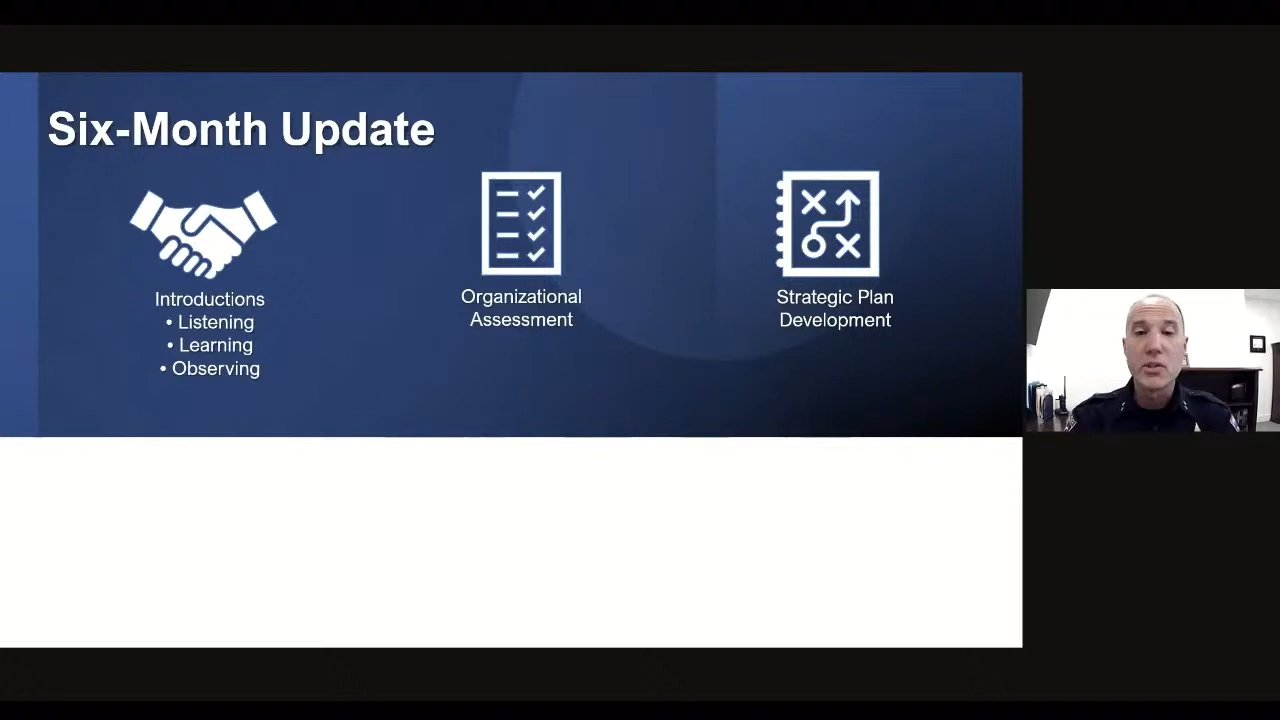 Six-Month Update
Introductions
• Listening
• Learning
• Observing
Organizational
Assessment
Strategic Plan
Development